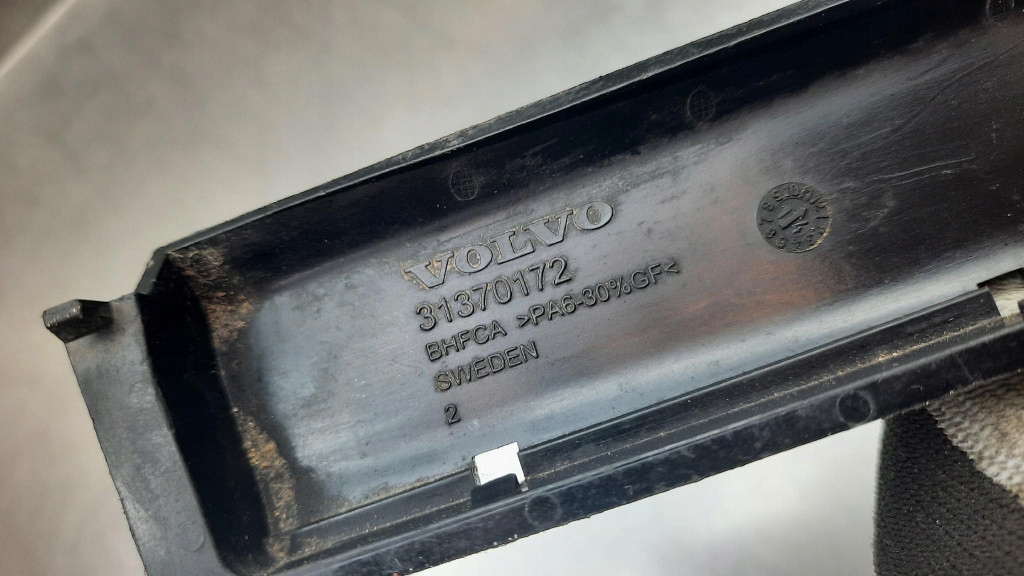 VOLVO
31370172
BHFCA >PA6-30%GF<
SWEDEN
2